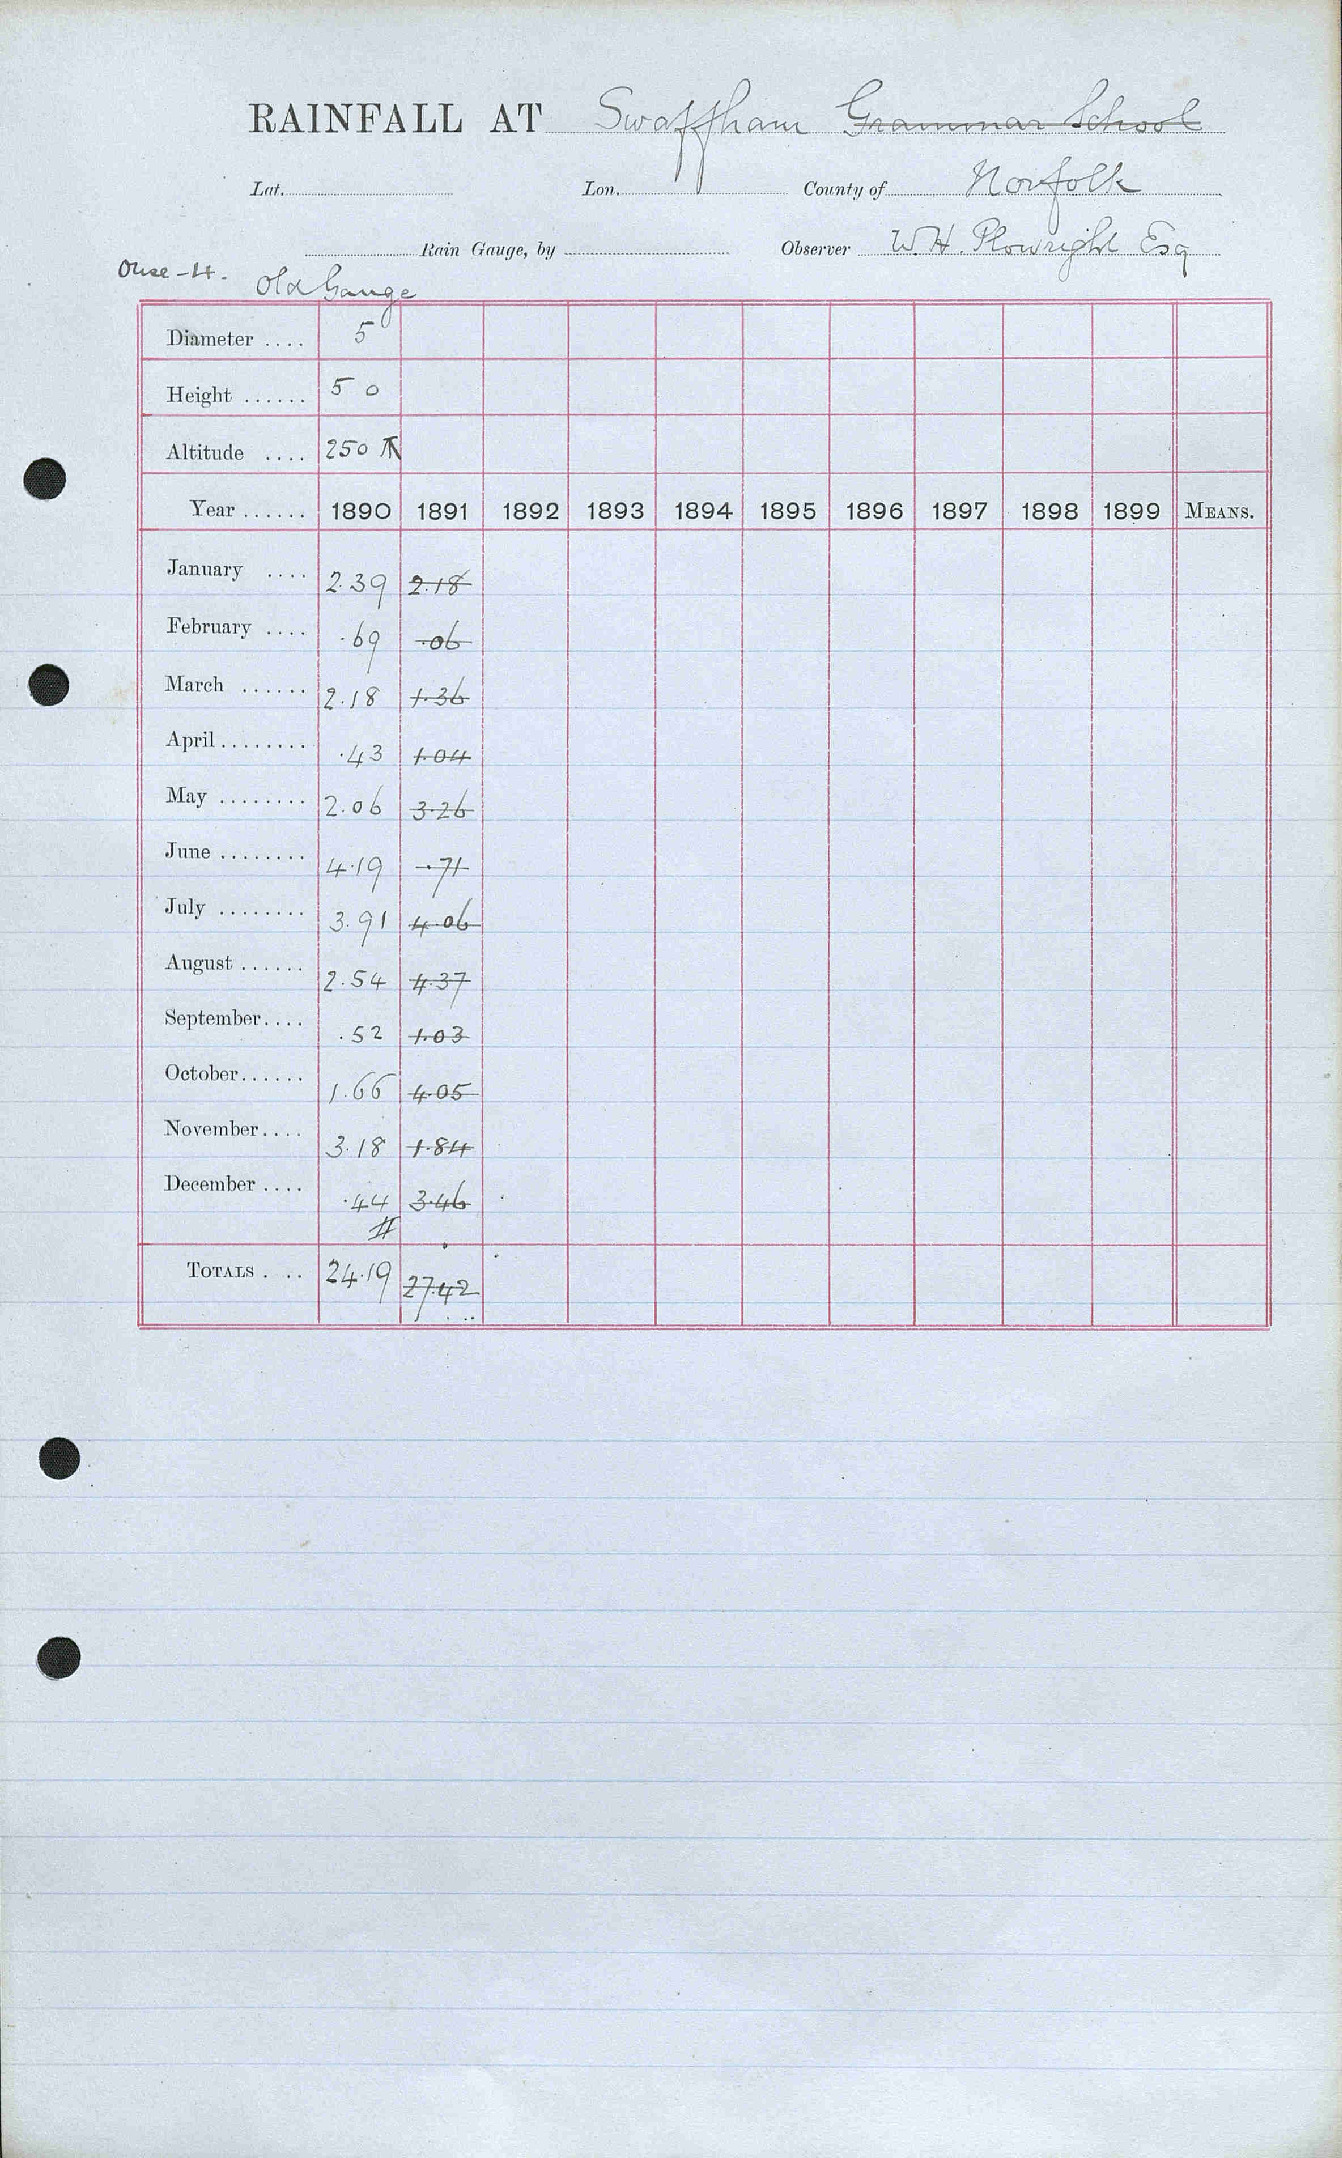 RAINFALL AT Swaffham Grammar School
Lat. Lon. County of Norfolk
Rain Gauge, by Observer W.H. Plowright Esq
Ouse - 4.
Old Gauge
Diameter .... 5
Height ...... 5 0
Altitude .... 250
Year ...... 1890 1891 1892 1893 1894 1895 1896 1897 1898 1899 MEANS.
January .... 2.39 2.18
February .... .69 .06
March ...... 2.18 1.36
April ........ .43 1.04
May ........ 2.06 3.26
June ........ 4.19 .71
July ........ 3.91 4.06
August ...... 2.54 4.37
September .... .52 1.03
October ...... 1.66 4.05
November .... 3.18 1.84
December .... .44 3.46
TOTALS . .. 24.19 27.42